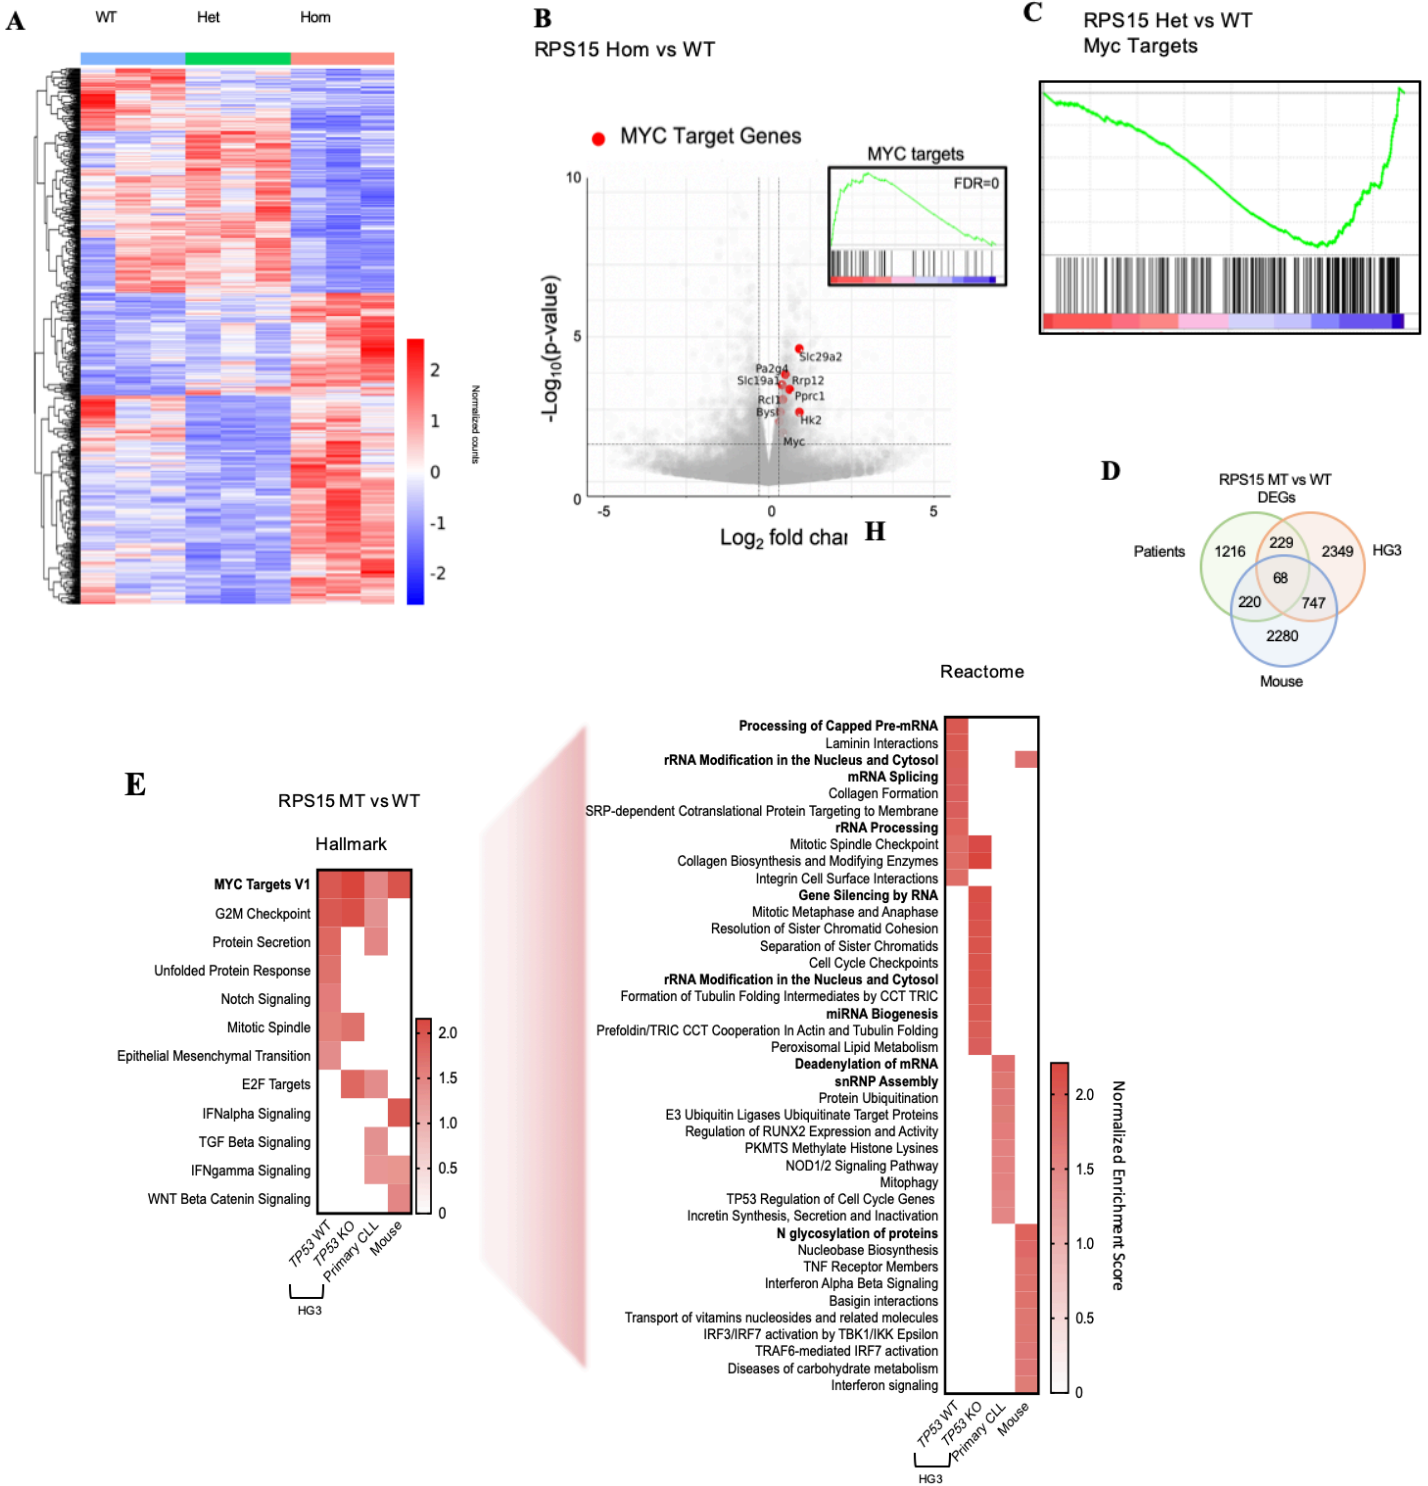 A
WT
Het
Hom
2
1
0
-1
-2
Normalized counts
B
RPS15 Hom vs WT
MYC Target Genes
MYC targets
FDR=0
10
5
0
-Log10(p-value)
Slc29a2
Pa2g4
Slc19a1
Rrp12
Rcl1
Pprc1
Bysl
Hk2
Myc
-5
0
5
Log2 fold char
H
C
RPS15 Het vs WT
Myc Targets
D
RPS15 MT vs WT
DEGs
Patients
1216
229
2349
HG3
68
220
747
2280
Mouse
E
RPS15 MT vs WT
Hallmark
MYC Targets V1
G2M Checkpoint
Protein Secretion
Unfolded Protein Response
Notch Signaling
Mitotic Spindle
Epithelial Mesenchymal Transition
E2F Targets
IFNalpha Signaling
TGF Beta Signaling
IFNgamma Signaling
WNT Beta Catenin Signaling
TP53 WT
TP53 KO
Primary CLL
Mouse
HG3
2.0
1.5
1.0
0.5
0
Reactome
Processing of Capped Pre-mRNA
Laminin Interactions
rRNA Modification in the Nucleus and Cytosol
mRNA Splicing
Collagen Formation
SRP-dependent Cotranslational Protein Targeting to Membrane
rRNA Processing
Mitotic Spindle Checkpoint
Collagen Biosynthesis and Modifying Enzymes
Integrin Cell Surface Interactions
Gene Silencing by RNA
Mitotic Metaphase and Anaphase
Resolution of Sister Chromatid Cohesion
Separation of Sister Chromatids
Cell Cycle Checkpoints
rRNA Modification in the Nucleus and Cytosol
Formation of Tubulin Folding Intermediates by CCT TRIC
miRNA Biogenesis
Prefoldin/TRIC CCT Cooperation In Actin and Tubulin Folding
Peroxisomal Lipid Metabolism
Deadenylation of mRNA
snRNP Assembly
Protein Ubiquitination
E3 Ubiquitin Ligases Ubiquitinate Target Proteins
Regulation of RUNX2 Expression and Activity
PKMTS Methylate Histone Lysines
NOD1/2 Signaling Pathway
Mitophagy
TP53 Regulation of Cell Cycle Genes
Incretin Synthesis, Secretion and Inactivation
N glycosylation of proteins
Nucleobase Biosynthesis
TNF Receptor Members
Interferon Alpha Beta Signaling
Basigin interactions
Transport of vitamins nucleosides and related molecules
IRF3/IRF7 activation by TBK1/IKK Epsilon
TRAF6-mediated IRF7 activation
Diseases of carbohydrate metabolism
Interferon signaling
TP53 WT
TP53 KO
Primary CLL
Mouse
HG3
2.0
1.5
1.0
0.5
0
Normalized Enrichment Score